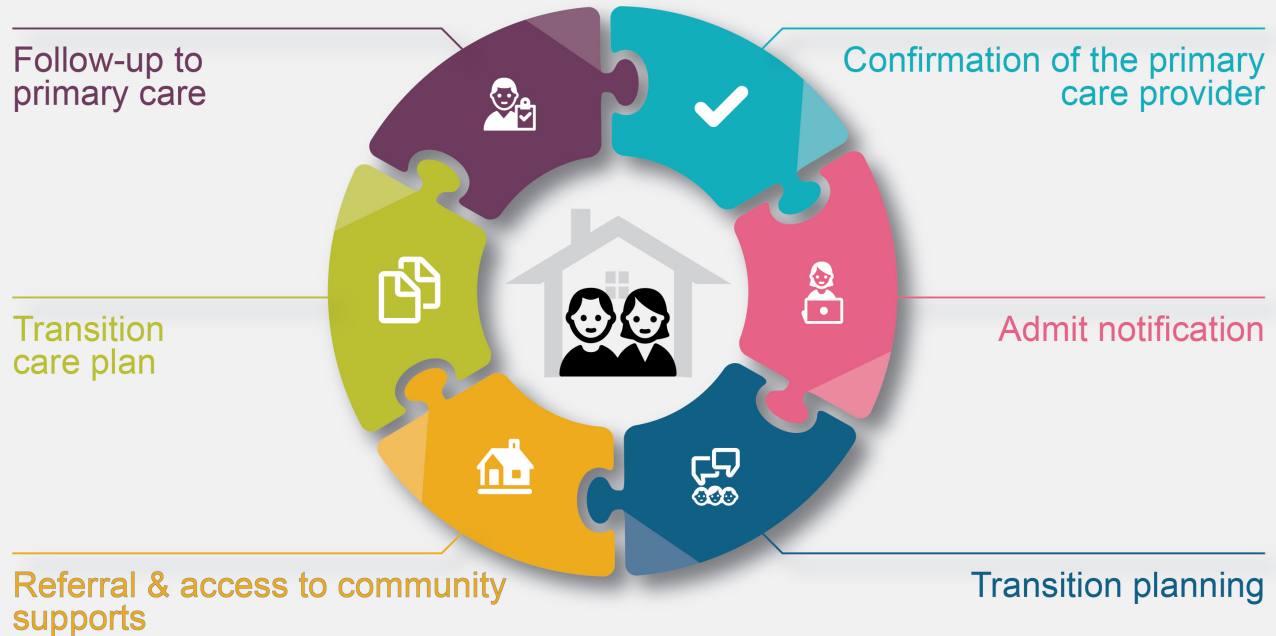 Follow-up to
primary care
Confirmation of the primary
care provider
Transition
care plan
Admit notification
Referral & access to community
supports
Transition planning